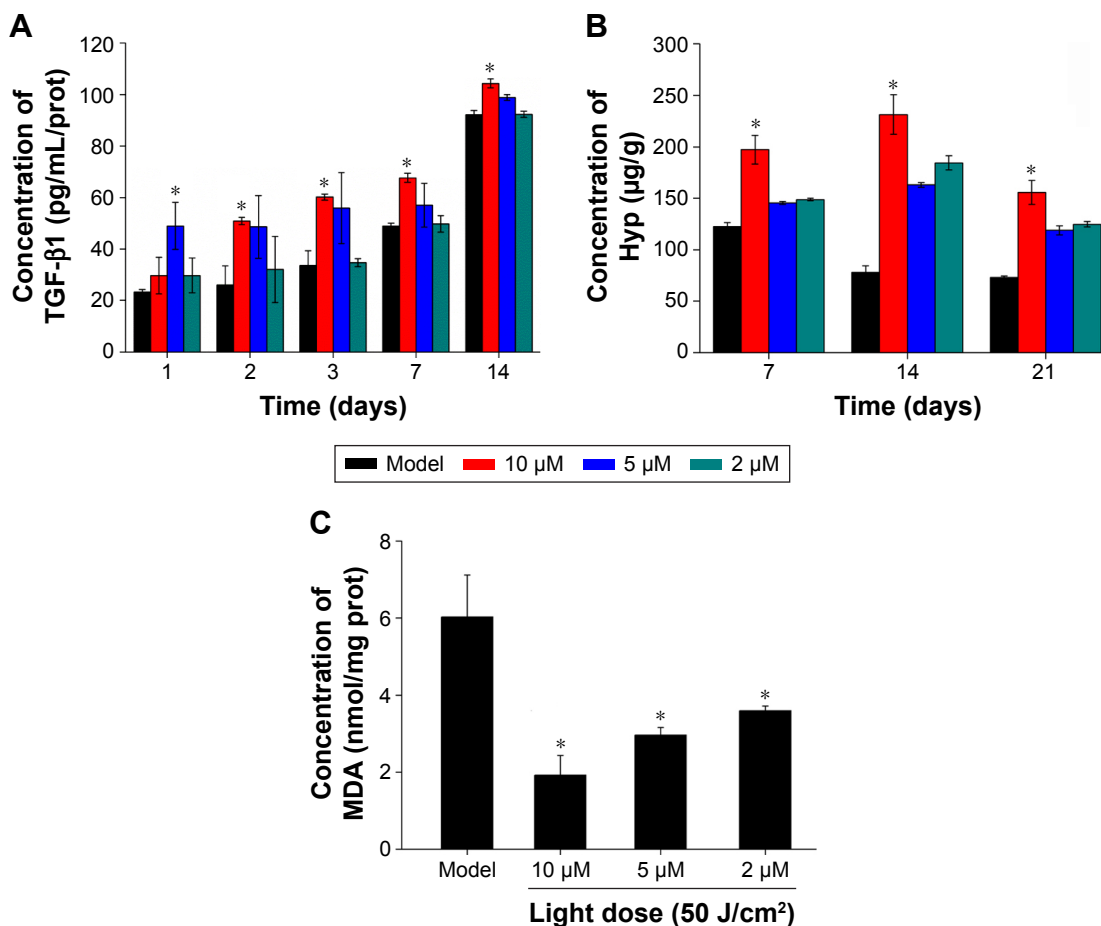 A
Concentration of
TGF-β1 (pg/mL/prot)
120
100
80
60
40
20
0
*
*
*
*
*
1 2 3 7 14
Time (days)
B
Concentration of
Hyp (μg/g)
300
250
200
150
100
50
0
*
*
*
7 14 21
Time (days)
Model 10 μM 5 μM 2 μM
C
Concentration of
MDA (nmol/mg prot)
8
6
4
2
0
*
*
*
Model 10 μM 5 μM 2 μM
Light dose (50 J/cm²)